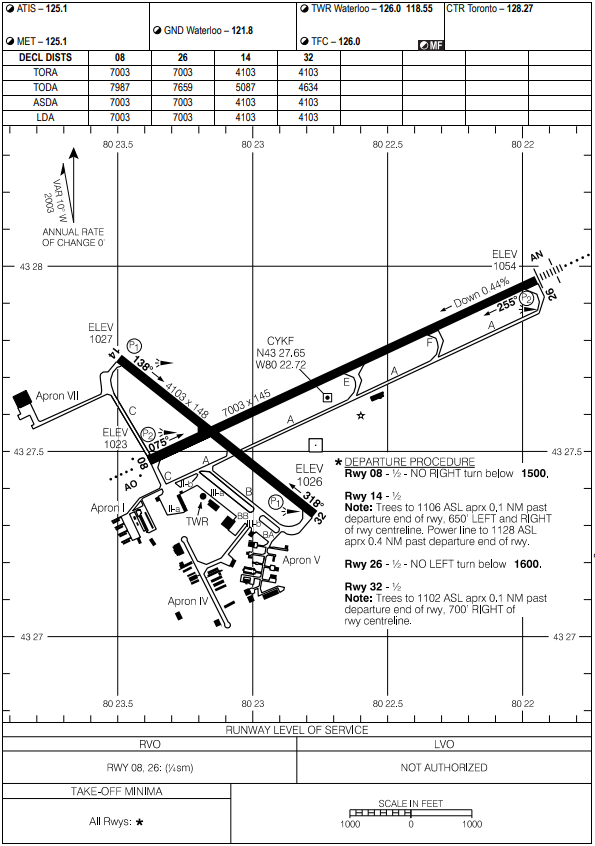 ATIS – 125.1
MET – 125.1
GND Waterloo – 121.8
TWR Waterloo – 126.0 118.55
TFC – 126.0
MF
CTR Toronto – 128.27
DECL DISTS 08 26 14 32
TORA 7003 7003 4103 4103
TODA 7987 7659 5087 4634
ASDA 7003 7003 4103 4103
LDA 7003 7003 4103 4103
80 23.5 80 23 80 22.5 80 22
VAR 10° W
2003
ANNUAL RATE
OF CHANGE 0'
43 28 43 28
ELEV
1054
AN
26
255°
P2
Down 0.44%
A
F
ELEV
1027
P1
14
138°
4103 x 148
CYKF
N43 27.65
W80 22.72
7003 x 145
E
A
A
Apron VII
C
P2
ELEV
1023
075°
08
AO
43 27.5 43 27.5
C
A
II-b
II-a
III-a
III-b
B
BB
BA
TWR
P1
ELEV
1026
318°
32
Apron I
Apron V
Apron IV
* DEPARTURE PROCEDURE
Rwy 08 - ½ - NO RIGHT turn below 1500.
Rwy 14 - ½
Note: Trees to 1106 ASL aprx 0.1 NM past
departure end of rwy, 650' LEFT and RIGHT
of rwy centreline. Power line to 1128 ASL
aprx 0.4 NM past departure end of rwy.
Rwy 26 - ½ - NO LEFT turn below 1600.
Rwy 32 - ½
Note: Trees to 1102 ASL aprx 0.1 NM past
departure end of rwy, 700' RIGHT of
rwy centreline.
43 27 43 27
80 23.5 80 23 80 22.5 80 22
RUNWAY LEVEL OF SERVICE
RVO LVO
RWY 08, 26: (¼sm) NOT AUTHORIZED
TAKE-OFF MINIMA
All Rwys: *
SCALE IN FEET
1000 0 1000